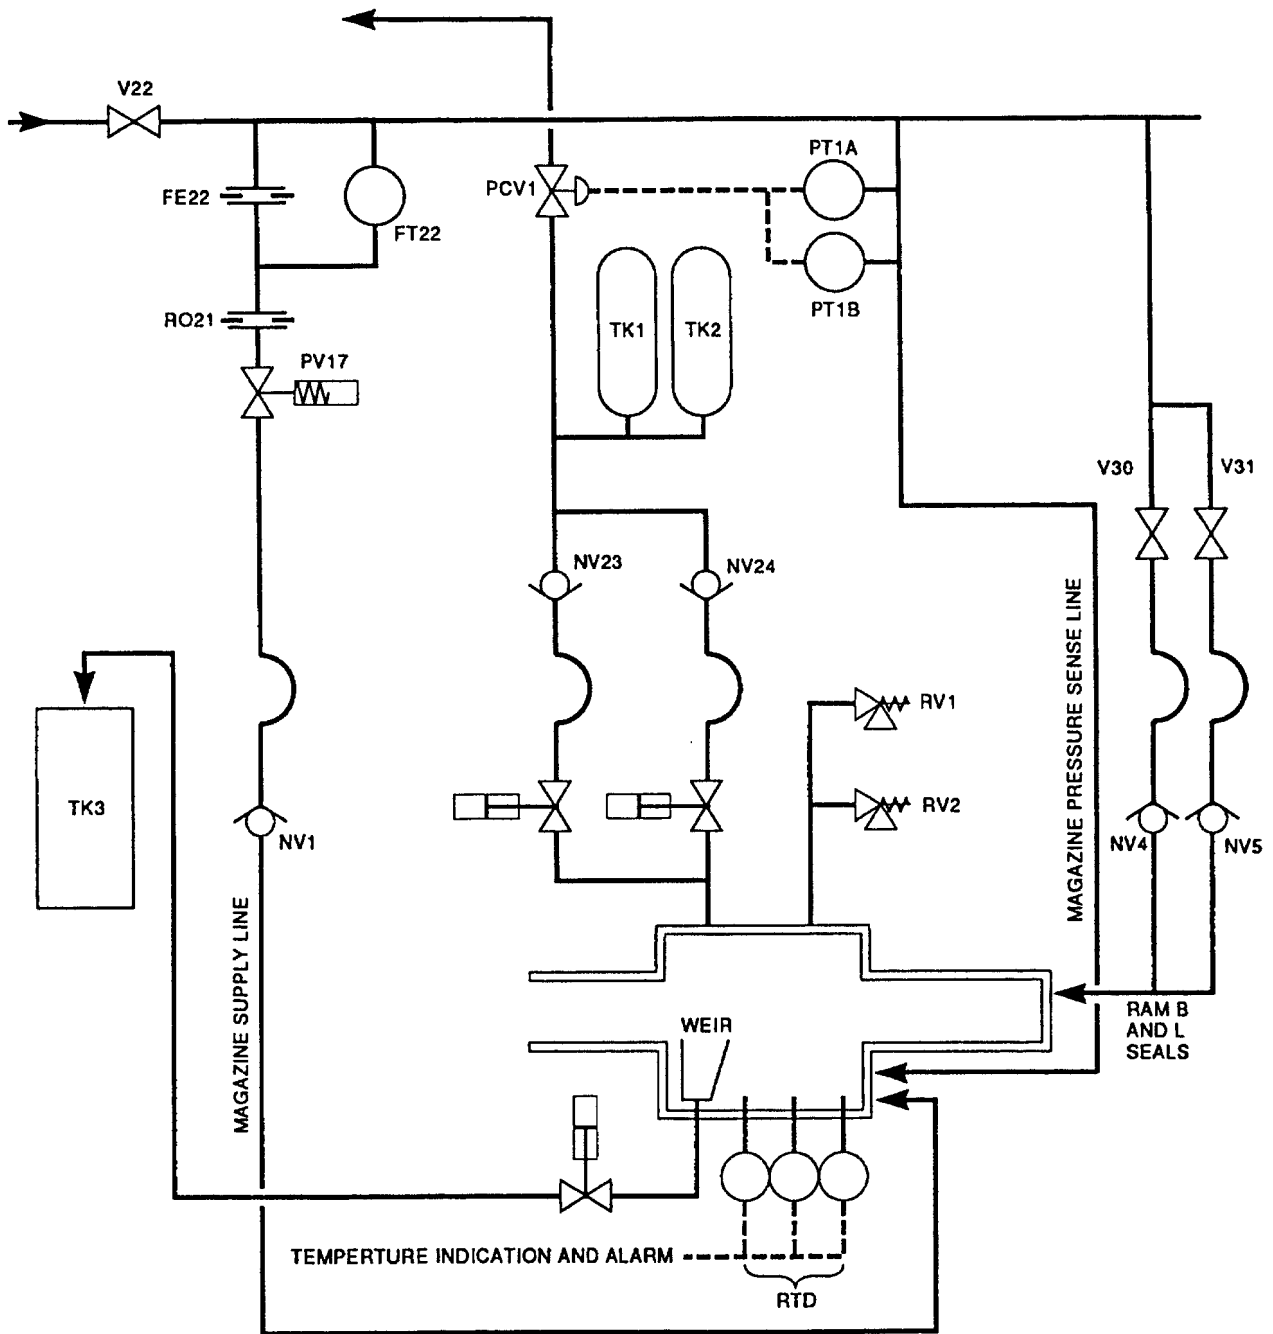 V22
PT1A
FE22
PCV1
FT22
PT1B
RO21
TK1
TK2
PV17
V30
V31
NV23
NV24
RV1
TK3
RV2
NV1
NV4
NV5
MAGAZINE PRESSURE SENSE LINE
MAGAZINE SUPPLY LINE
WEIR
RAM B
AND L
SEALS
TEMPERTURE INDICATION AND ALARM
RTD